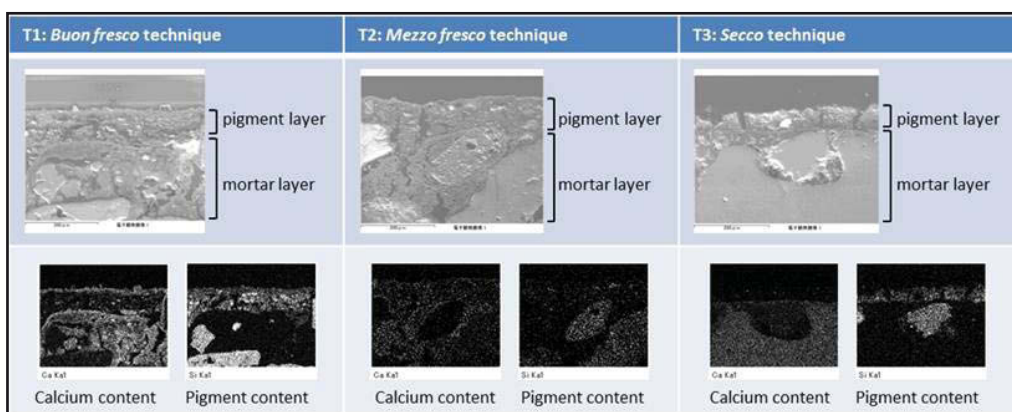 T1: Buon fresco technique
T2: Mezzo fresco technique
T3: Secco technique
pigment layer
mortar layer
pigment layer
mortar layer
pigment layer
mortar layer
Ca Ka1
Si Ka1
Ca Ka1
Si Ka1
Ca Ka1
Si Ka1
Calcium content
Pigment content
Calcium content
Pigment content
Calcium content
Pigment content